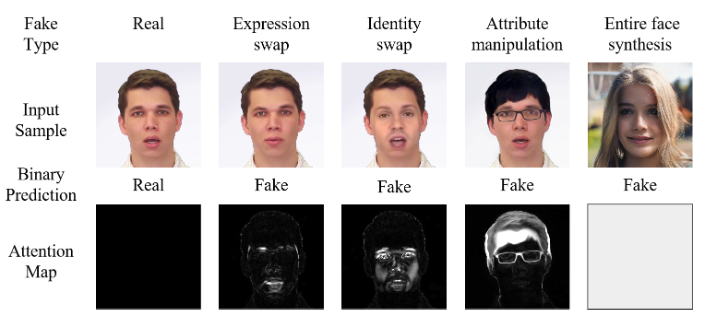 Fake Type
Real
Expression swap
Identity swap
Attribute manipulation
Entire face synthesis
Input Sample
Binary Prediction
Real
Fake
Fake
Fake
Fake
Attention Map